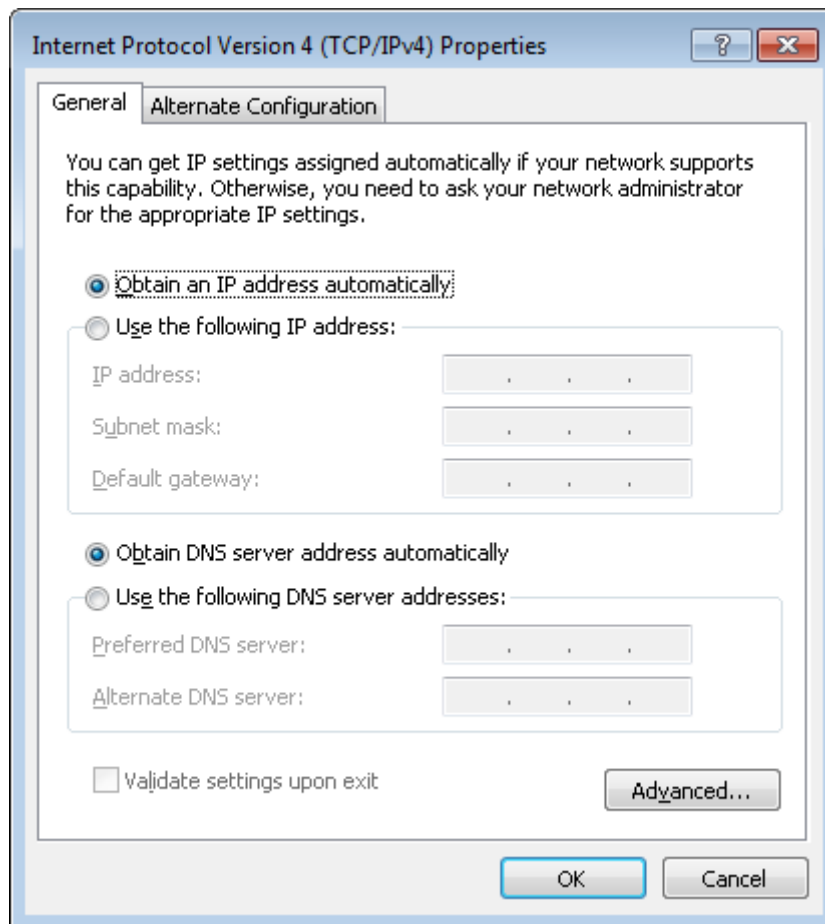 Internet Protocol Version 4 (TCP/IPv4) Properties
General
Alternate Configuration
You can get IP settings assigned automatically if your network supports
this capability. Otherwise, you need to ask your network administrator
for the appropriate IP settings.
Obtain an IP address automatically
Use the following IP address:
IP address:
Subnet mask:
Default gateway:
Obtain DNS server address automatically
Use the following DNS server addresses:
Preferred DNS server:
Alternate DNS server:
Validate settings upon exit
Advanced...
OK
Cancel